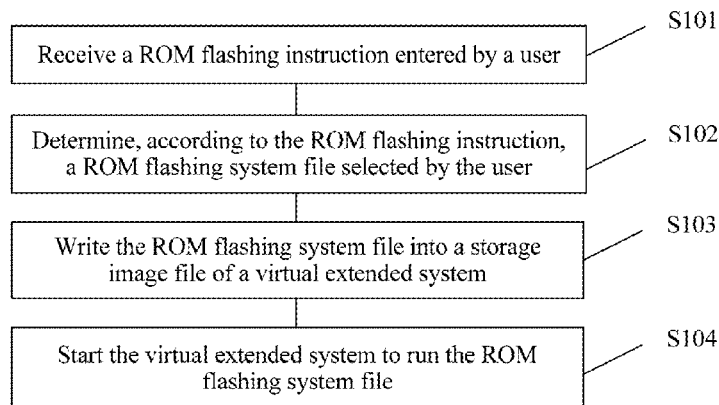 S101
Receive a ROM flashing instruction entered by a user
S102
Determine, according to the ROM flashing instruction,
a ROM flashing system file selected by the user
S103
Write the ROM flashing system file into a storage
image file of a virtual extended system
S104
Start the virtual extended system to run the ROM
flashing system file